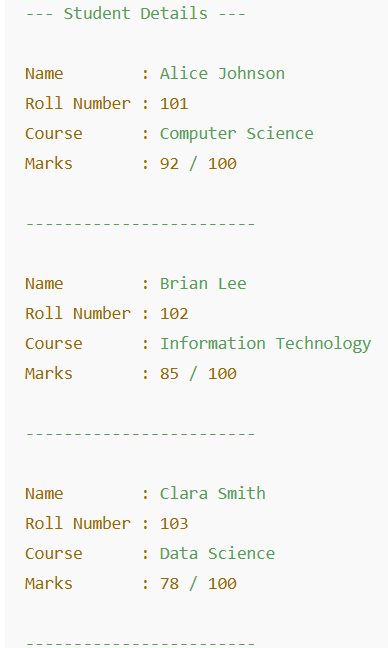 --- Student Details ---
Name        : Alice Johnson
Roll Number : 101
Course      : Computer Science
Marks       : 92 / 100
------------------------
Name        : Brian Lee
Roll Number : 102
Course      : Information Technology
Marks       : 85 / 100
------------------------
Name        : Clara Smith
Roll Number : 103
Course      : Data Science
Marks       : 78 / 100
------------------------